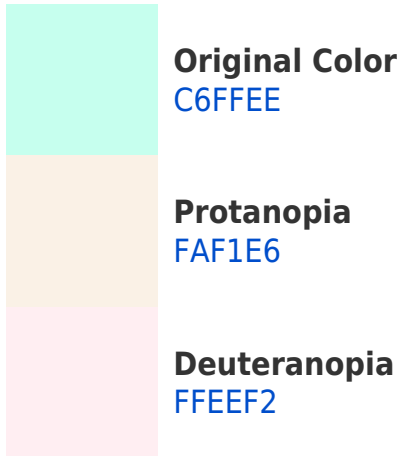 Original Color
C6FFEE
Protanopia
FAF1E6
Deuteranopia
FFEEF2